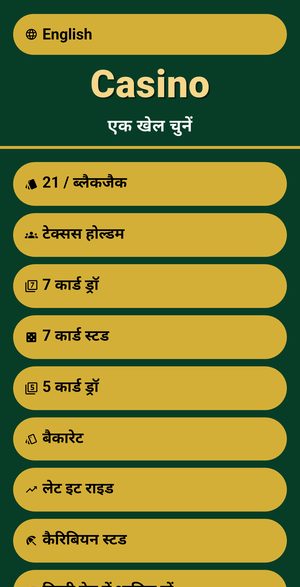 English
Casino
एक खेल चुनें
21 / ब्लैकजैक
टेक्सस होल्डम
7 कार्ड ड्रॉ
7 कार्ड स्टड
5 कार्ड ड्रॉ
बैकारेट
लेट इट राइड
कैरिबियन स्टड